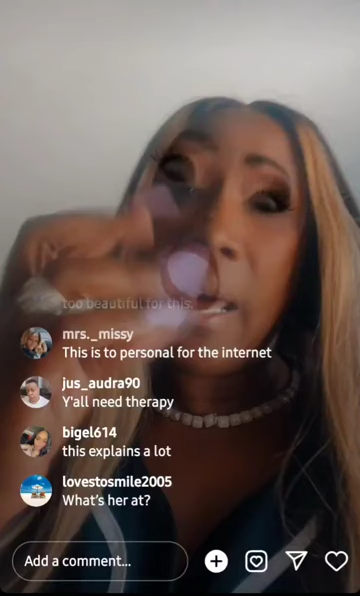 too beautiful for this.
mrs._missy
This is to personal for the internet
jus_audra90
Y'all need therapy
bigel614
this explains a lot
lovestosmile2005
What's her at?
Add a comment...